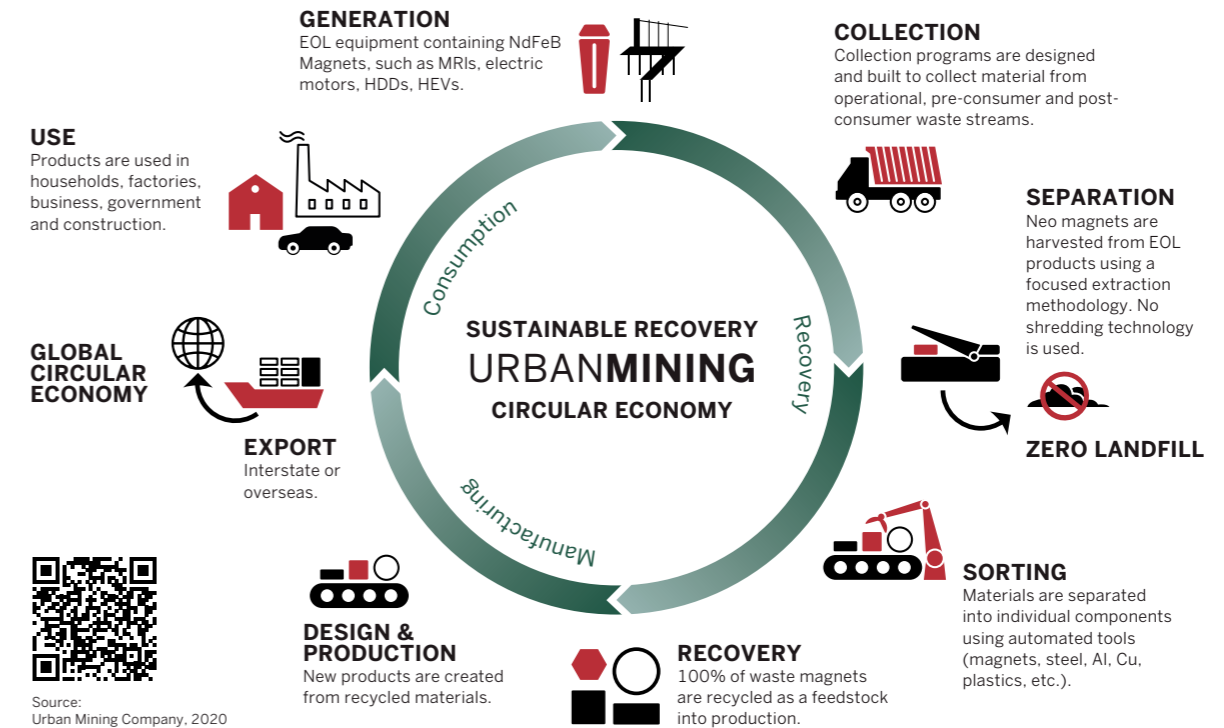 GENERATION
EOL equipment containing NdFeB
Magnets, such as MRIs, electric
motors, HDDs, HEVs.
COLLECTION
Collection programs are designed
and built to collect material from
operational, pre-consumer and post-
consumer waste streams.
USE
Products are used in
households, factories,
business, government
and construction.
SEPARATION
Neo magnets are
harvested from EOL
products using a
focused extraction
methodology. No
shredding technology
is used.
ZERO LANDFILL
Consumption
Recovery
Manufacturing
SUSTAINABLE RECOVERY
URBANMINING
CIRCULAR ECONOMY
GLOBAL
CIRCULAR
ECONOMY
EXPORT
Interstate or
overseas.
SORTING
Materials are separated
into individual components
using automated tools
(magnets, steel, Al, Cu,
plastics, etc.).
DESIGN &
PRODUCTION
New products are created
from recycled materials.
RECOVERY
100% of waste magnets
are recycled as a feedstock
into production.
Source:
Urban Mining Company, 2020